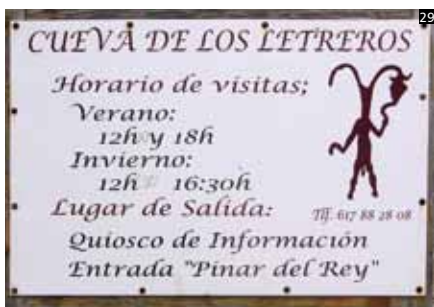 29
CUEVA DE LOS LETREROS
Horario de visitas;
Verano:
12h y 18h
Invierno:
12h 16:30h
Lugar de Salida:
Tlf. 617 88 28 08
Quiosco de Información
Entrada "Pinar del Rey"